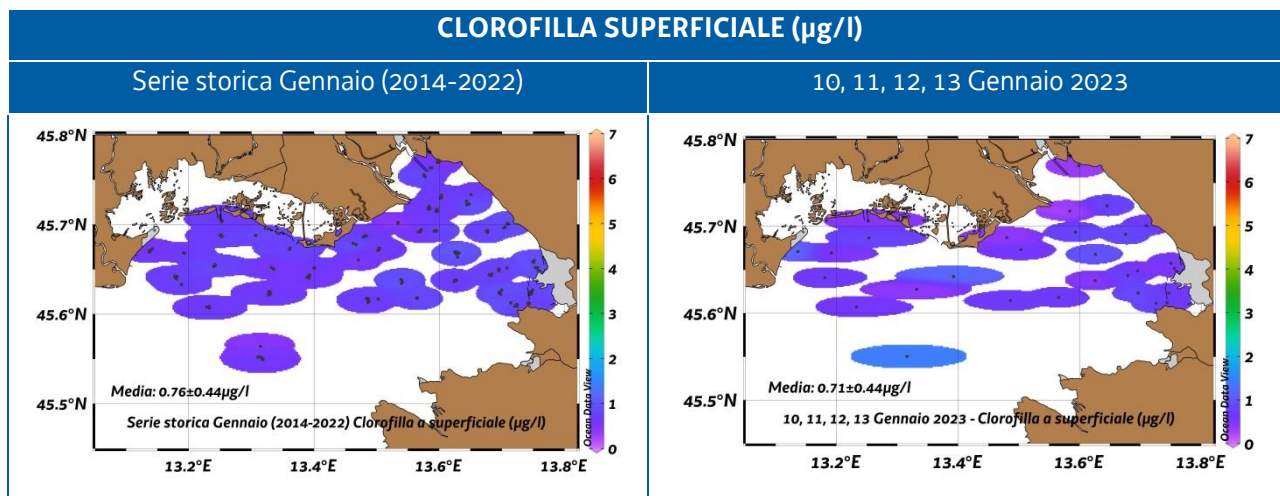 CLOROFILLA SUPERFICIALE (µg/l)
Serie storica Gennaio (2014-2022)
10, 11, 12, 13 Gennaio 2023
45.8°N
45.7°N
45.6°N
45.5°N
13.2°E
13.4°E
13.6°E
13.8°E
7
6
5
4
3
2
1
0
Ocean Data View
Media: 0.76±0.44µg/l
Serie storica Gennaio (2014-2022) Clorofilla a superficiale (µg/l)
45.8°N
45.7°N
45.6°N
45.5°N
13.2°E
13.4°E
13.6°E
13.8°E
7
6
5
4
3
2
1
0
Ocean Data View
Media: 0.71±0.44µg/l
10, 11, 12, 13 Gennaio 2023 - Clorofilla a superficiale (µg/l)